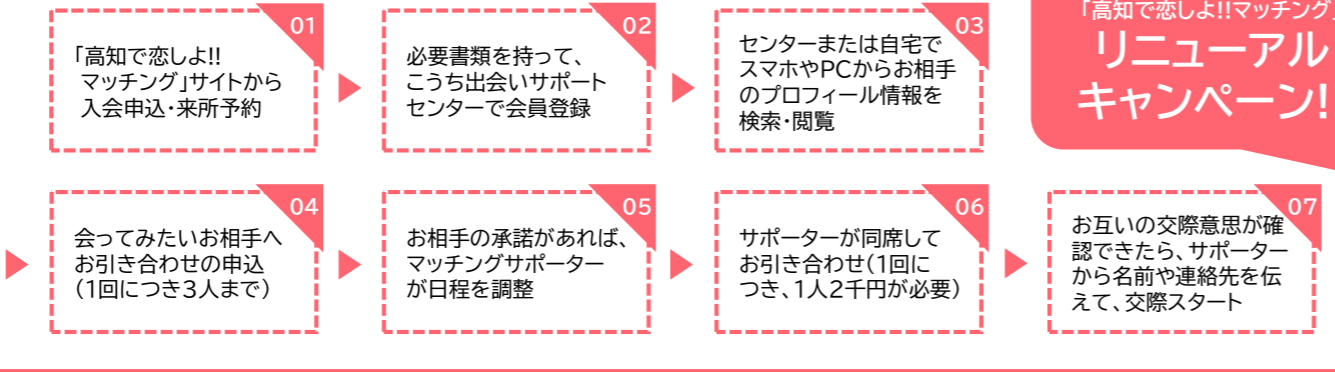 01
「高知で恋しよ!!
マッチング」サイトから
入会申込・来所予約
02
必要書類を持って、
こうち出会いサポート
センターで会員登録
03
センターまたは自宅で
スマホやPCからお相手
のプロフィール情報を
検索・閲覧
「高知で恋しよ!!マッチング」
リニューアル
キャンペーン!
04
会ってみたいお相手へ
お引き合わせの申込
(1回につき3人まで)
05
お相手の承諾があれば、
マッチングサポーター
が日程を調整
06
サポーターが同席して
お引き合わせ(1回に
つき、1人2千円が必要)
07
お互いの交際意思が確
認できたら、サポーター
から名前や連絡先を伝
えて、交際スタート